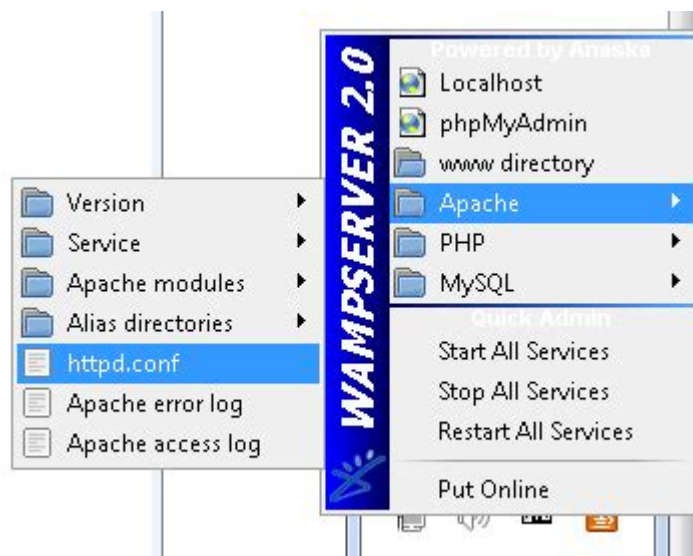 WAMPSERVER 2.0
Powered by Anaska
Localhost
phpMyAdmin
www directory
Apache
PHP
MySQL
Quick Admin
Start All Services
Stop All Services
Restart All Services
Put Online
Version
Service
Apache modules
Alias directories
httpd.conf
Apache error log
Apache access log